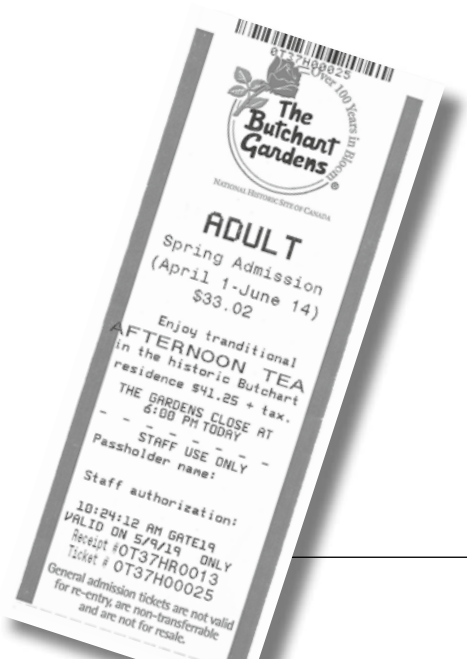 0T37H00025
Over 100 Years in Bloom
The
Butchart
Gardens
®
NATIONAL HISTORIC SITE OF CANADA
ADULT
Spring Admission
(April 1-June 14)
$33.02
Enjoy tranditional
AFTERNOON TEA
in the historic Butchart
residence $41.25 + tax.
THE GARDENS CLOSE AT
6:00 PM TODAY
- - - - - - - -
STAFF USE ONLY
Passholder name:
Staff authorization:
10:24:12 AM GATE19
VALID ON 5/9/19 ONLY
Receipt #0T37HR0013
Ticket # 0T37H00025
General admission tickets are not valid
for re-entry, are non-transferrable
and are not for resale.